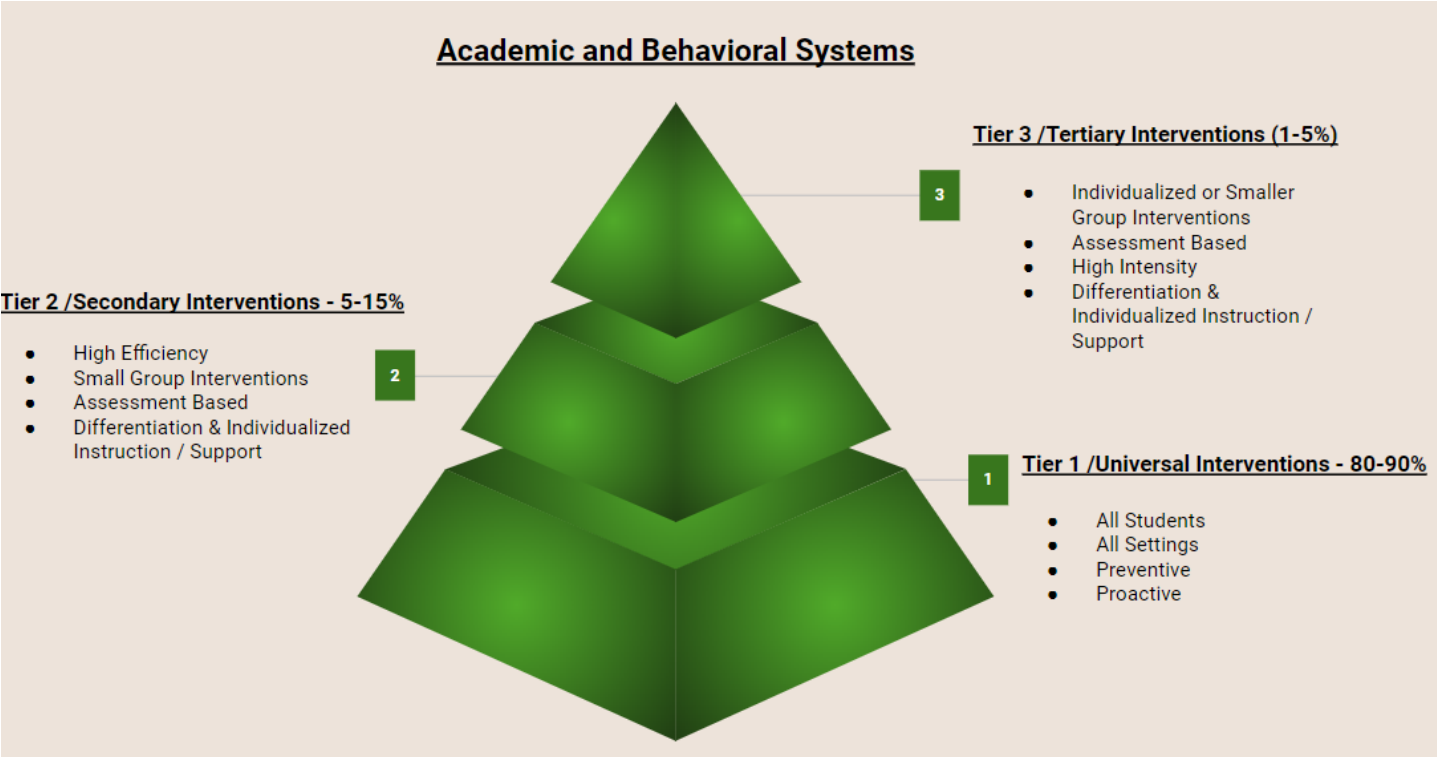 Academic and Behavioral Systems
Tier 3 /Tertiary Interventions (1-5%)
3
● Individualized or Smaller
Group Interventions
● Assessment Based
● High Intensity
● Differentiation &
Individualized Instruction /
Support
Tier 2 /Secondary Interventions - 5-15%
● High Efficiency
● Small Group Interventions
● Assessment Based
● Differentiation & Individualized
Instruction / Support
2
1
Tier 1 /Universal Interventions - 80-90%
● All Students
● All Settings
● Preventive
● Proactive